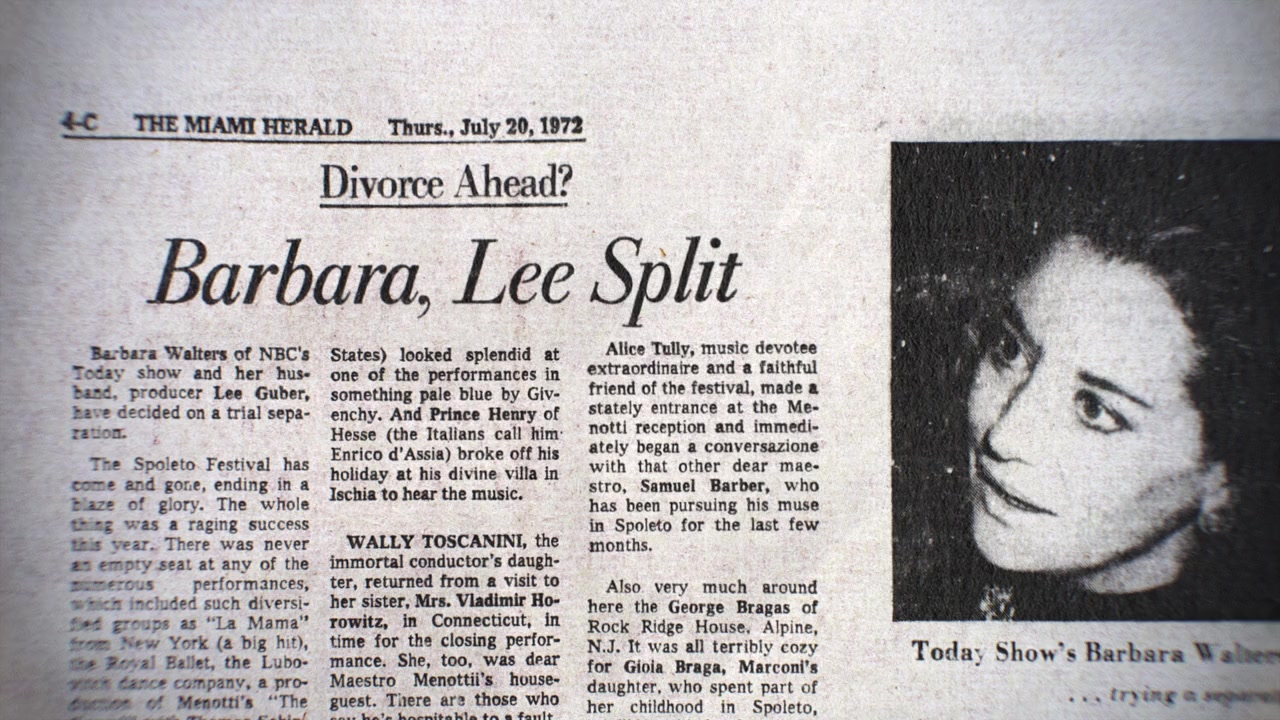 4-C THE MIAMI HERALD Thurs., July 20, 1972
Divorce Ahead?
Barbara, Lee Split
Barbara Walters of NBC's
Today show and her hus-
band, producer Lee Guber,
have decided on a trial sepa-
ration.
The Spoleto Festival has
come and gone, ending in a
blaze of glory. The whole
thing was a raging success
this year. There was never
an empty seat at any of the
numerous performances,
which included such diversi-
fied groups as "La Mama"
from New York (a big hit),
the Royal Ballet, the Lubo-
vitch dance company, a pro-
duction of Menotti's "The
States) looked splendid at
one of the performances in
something pale blue by Giv-
enchy. And Prince Henry of
Hesse (the Italians call him
Enrico d'Assia) broke off his
holiday at his divine villa in
Ischia to hear the music.
WALLY TOSCANINI, the
immortal conductor's daugh-
ter, returned from a visit to
her sister, Mrs. Vladimir Ho-
rowitz, in Connecticut, in
time for the closing perfor-
mance. She, too, was dear
Maestro Menottii's house-
guest. There are those who
say he's hospitable to a fault,
Alice Tully, music devotee
extraordinaire and a faithful
friend of the festival, made a
stately entrance at the Me-
notti reception and immedi-
ately began a conversazione
with that other dear mae-
stro, Samuel Barber, who
has been pursuing his muse
in Spoleto for the last few
months.
Also very much around
here the George Bragas of
Rock Ridge House, Alpine,
N.J. It was all terribly cozy
for Gioia Braga, Marconi's
daughter, who spent part of
her childhood in Spoleto,
Today Show's Barbara Walters
... trying a separa